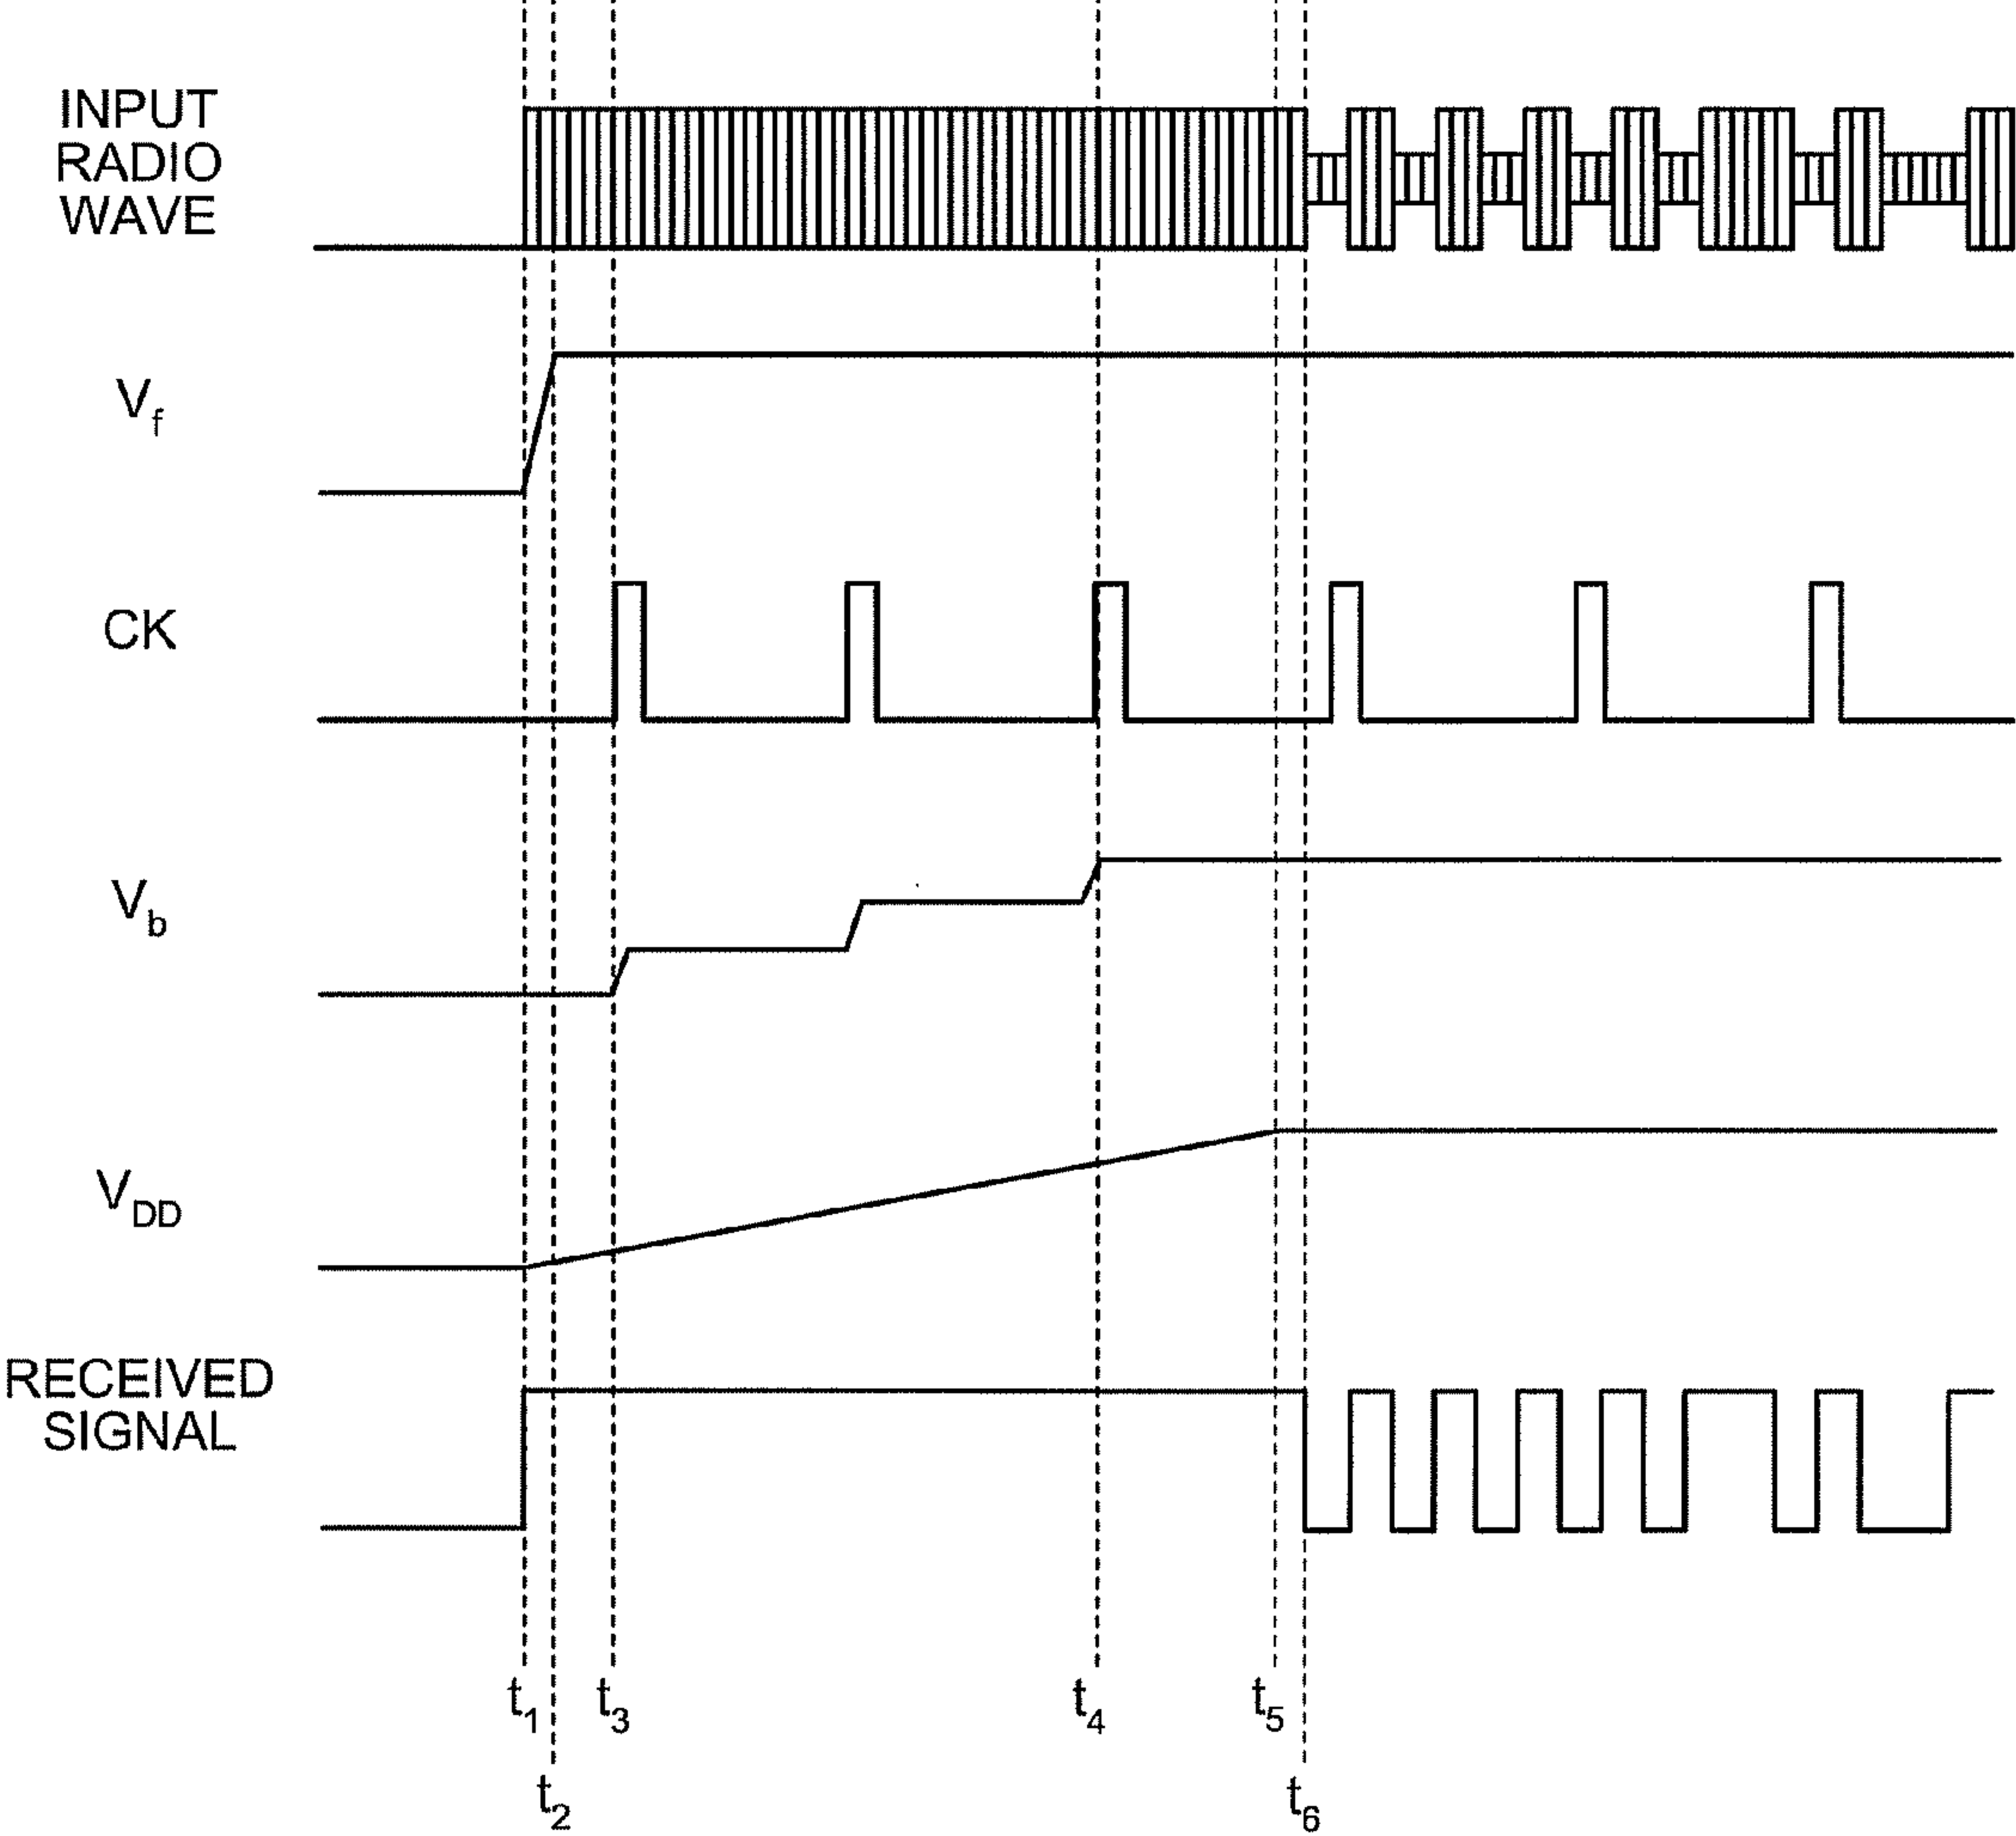 INPUT
RADIO
WAVE
Vf
CK
Vb
VDD
RECEIVED
SIGNAL
t1 t3 t4 t5
t2 t6